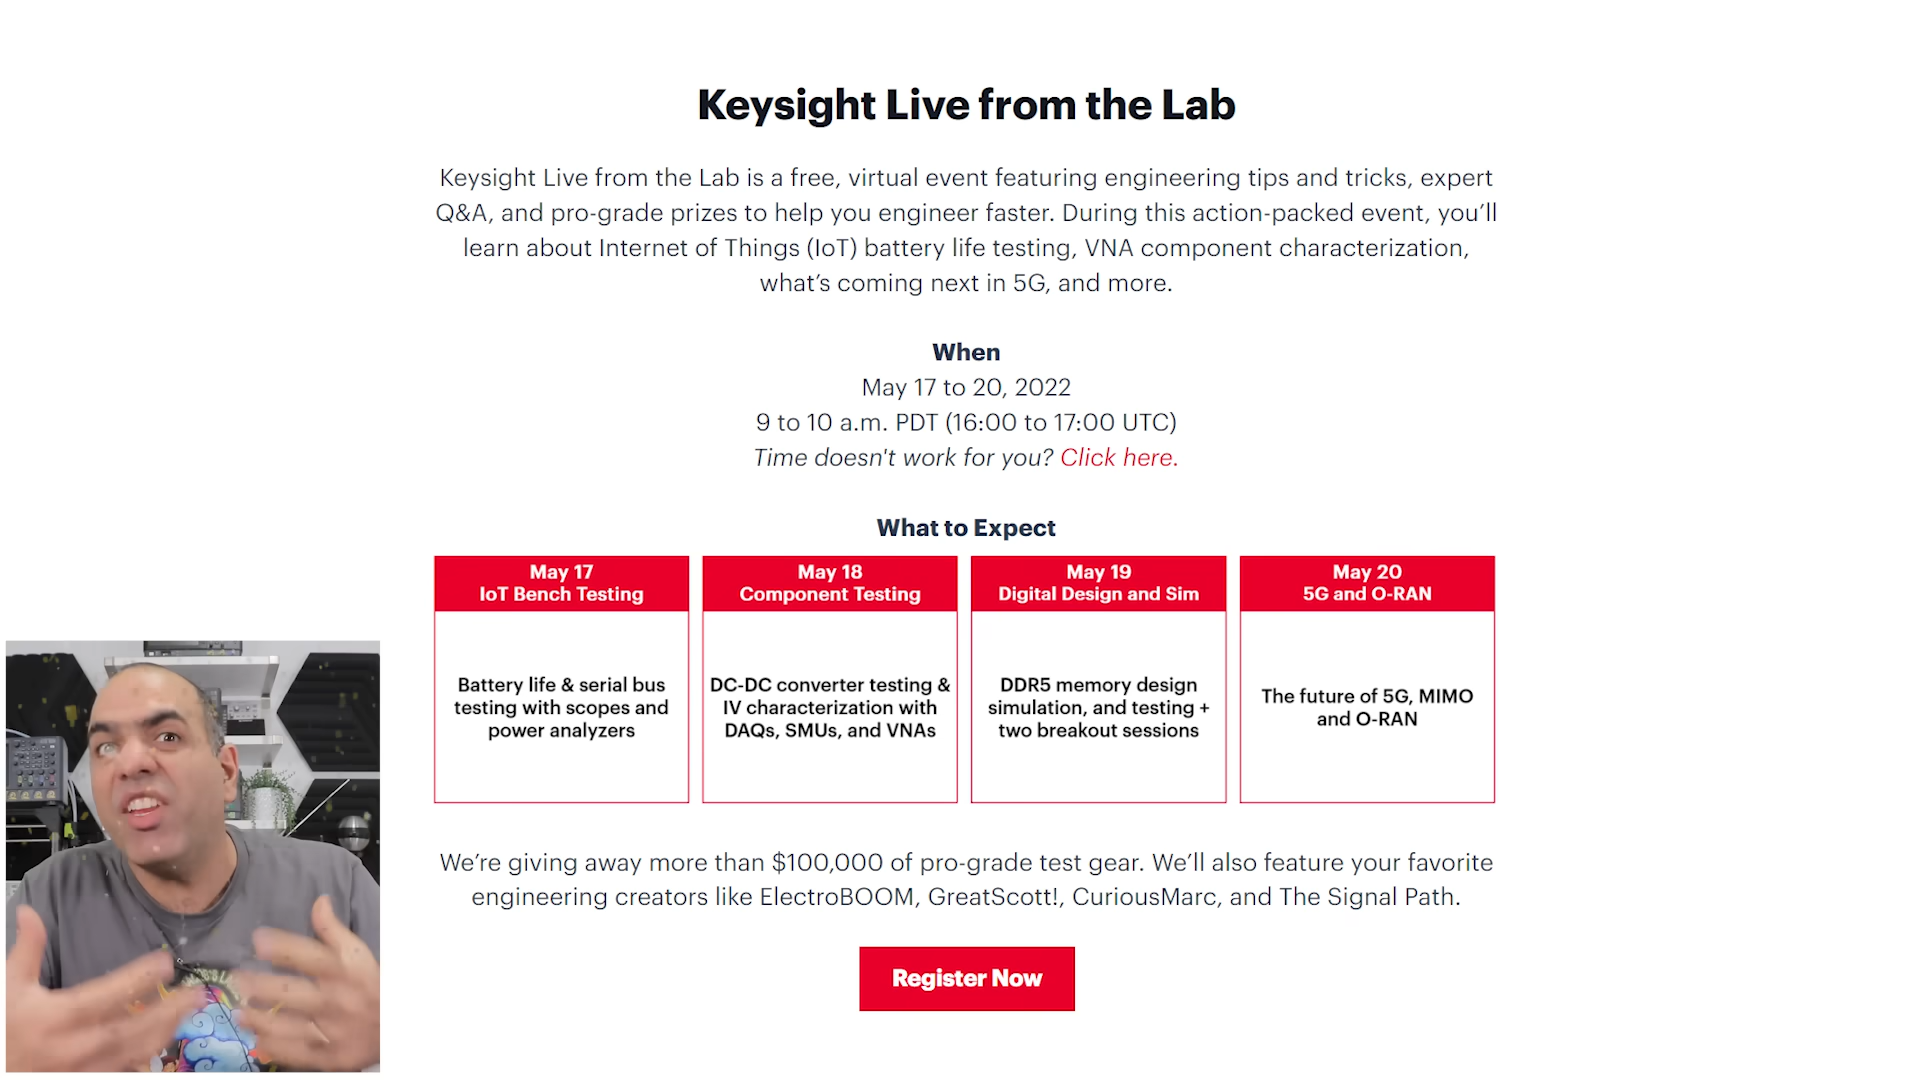 Keysight Live from the Lab
Keysight Live from the Lab is a free, virtual event featuring engineering tips and tricks, expert
Q&A, and pro-grade prizes to help you engineer faster. During this action-packed event, you’ll
learn about Internet of Things (IoT) battery life testing, VNA component characterization,
what’s coming next in 5G, and more.
When
May 17 to 20, 2022
9 to 10 a.m. PDT (16:00 to 17:00 UTC)
Time doesn't work for you? Click here.
What to Expect
May 17
IoT Bench Testing
Battery life & serial bus
testing with scopes and
power analyzers
May 18
Component Testing
DC-DC converter testing &
IV characterization with
DAQs, SMUs, and VNAs
May 19
Digital Design and Sim
DDR5 memory design
simulation, and testing +
two breakout sessions
May 20
5G and O-RAN
The future of 5G, MIMO
and O-RAN
We’re giving away more than $100,000 of pro-grade test gear. We’ll also feature your favorite
engineering creators like ElectroBOOM, GreatScott!, CuriousMarc, and The Signal Path.
Register Now